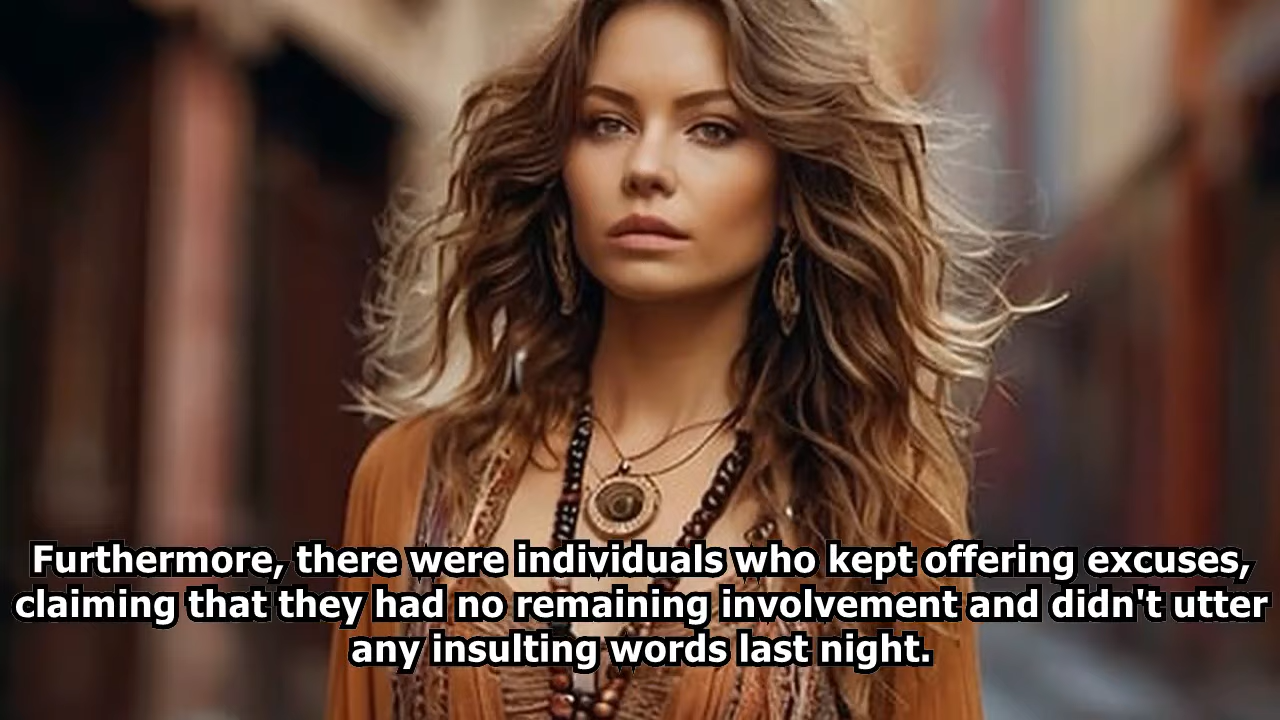 Furthermore, there were individuals who kept offering excuses,
claiming that they had no remaining involvement and didn't utter
any insulting words last night.